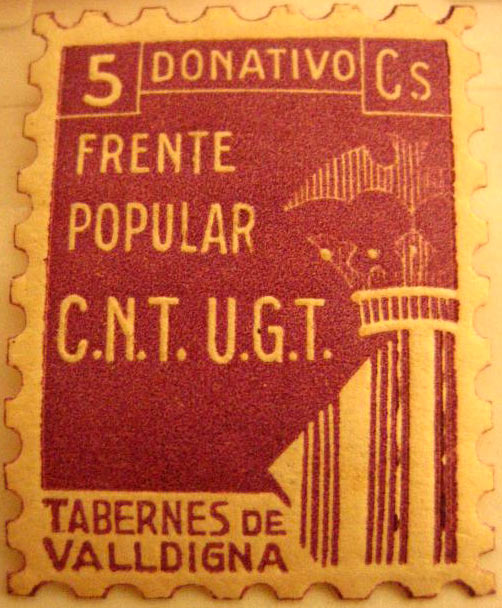 5 DONATIVO Cs
FRENTE
POPULAR
C.N.T. U.G.T.
TABERNES DE
VALLDIGNA